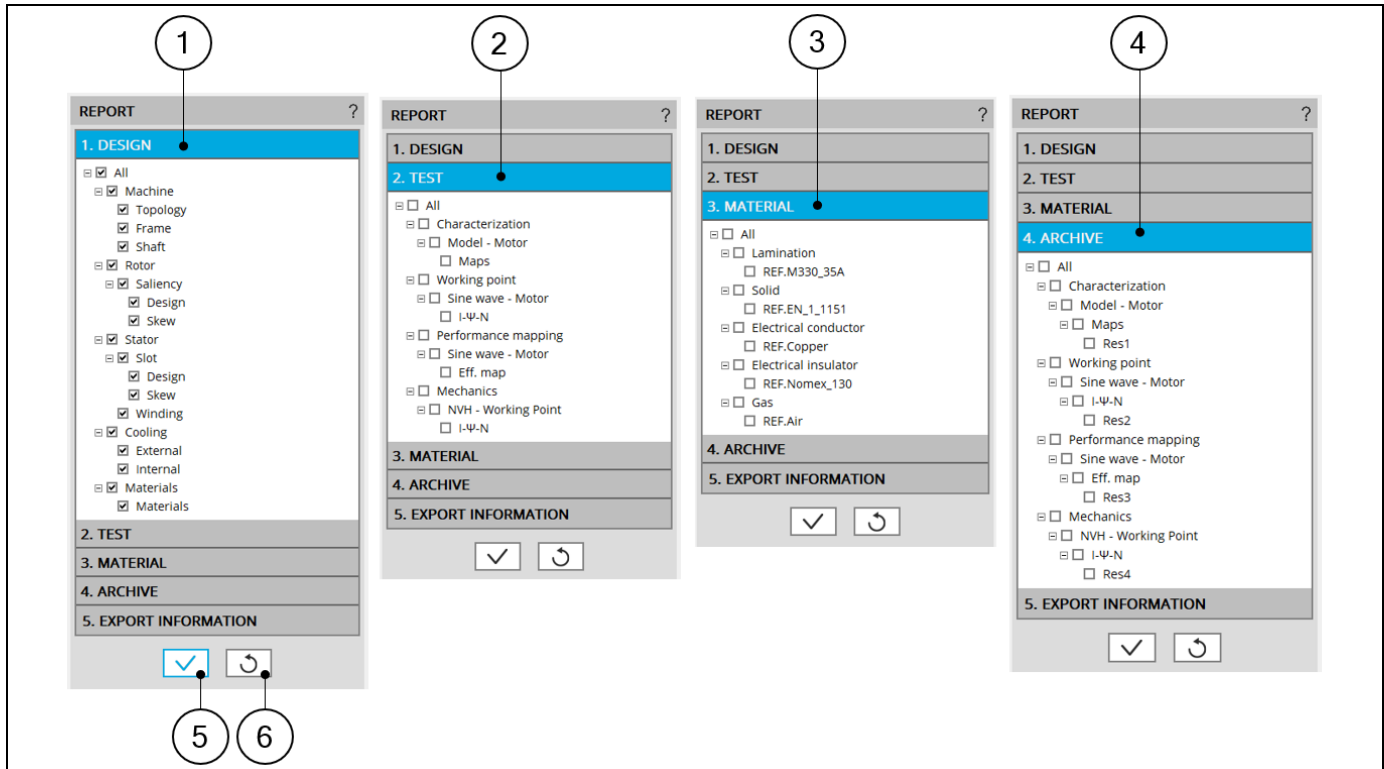 1
2
3
4
REPORT ?
1. DESIGN
All
Machine
Topology
Frame
Shaft
Rotor
Saliency
Design
Skew
Stator
Slot
Design
Skew
Winding
Cooling
External
Internal
Materials
Materials
2. TEST
3. MATERIAL
4. ARCHIVE
5. EXPORT INFORMATION
5
6
REPORT ?
1. DESIGN
2. TEST
All
Characterization
Model - Motor
Maps
Working point
Sine wave - Motor
I-Ψ-N
Performance mapping
Sine wave - Motor
Eff. map
Mechanics
NVH - Working Point
I-Ψ-N
3. MATERIAL
4. ARCHIVE
5. EXPORT INFORMATION
REPORT ?
1. DESIGN
2. TEST
3. MATERIAL
All
Lamination
REF.M330_35A
Solid
REF.EN_1_1151
Electrical conductor
REF.Copper
Electrical insulator
REF.Nomex_130
Gas
REF.Air
4. ARCHIVE
5. EXPORT INFORMATION
REPORT ?
1. DESIGN
2. TEST
3. MATERIAL
4. ARCHIVE
All
Characterization
Model - Motor
Maps
Res1
Working point
Sine wave - Motor
I-Ψ-N
Res2
Performance mapping
Sine wave - Motor
Eff. map
Res3
Mechanics
NVH - Working Point
I-Ψ-N
Res4
5. EXPORT INFORMATION